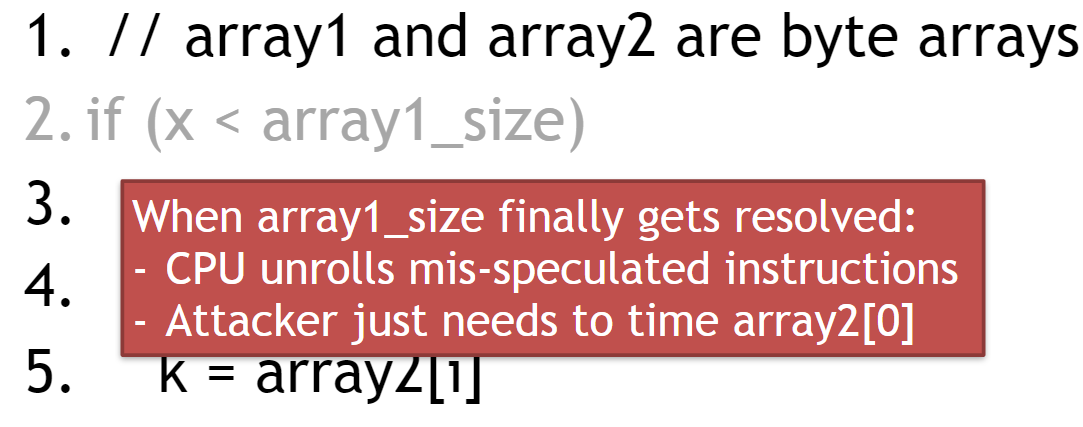 1. // array1 and array2 are byte arrays
2. if (x < array1_size)
3.
When array1_size finally gets resolved:
- CPU unrolls mis-speculated instructions
4.
- Attacker just needs to time array2[0]
5. k = array2[i]